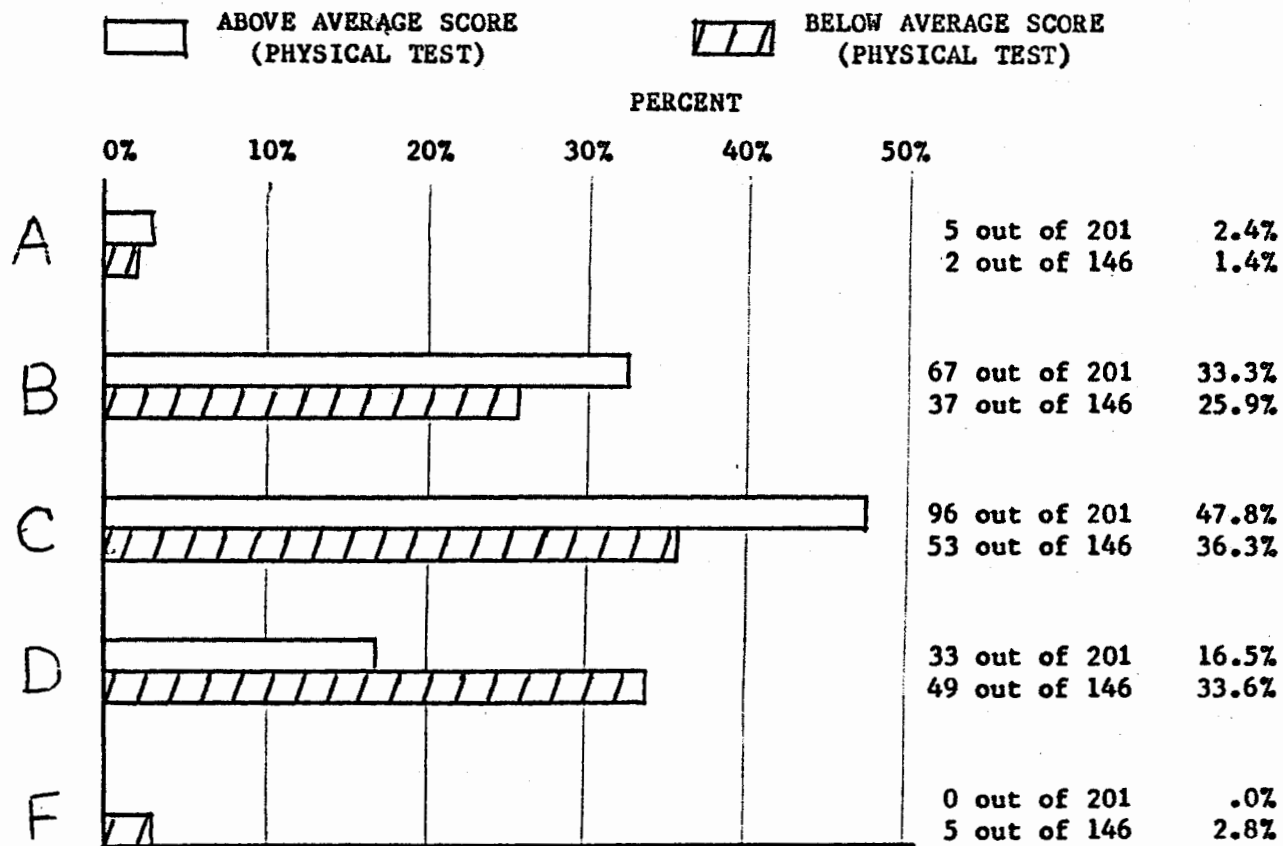 ABOVE AVERAGE SCORE
(PHYSICAL TEST)
BELOW AVERAGE SCORE
(PHYSICAL TEST)
PERCENT
0% 10% 20% 30% 40% 50%
A
5 out of 201 2.4%
2 out of 146 1.4%
B
67 out of 201 33.3%
37 out of 146 25.9%
C
96 out of 201 47.8%
53 out of 146 36.3%
D
33 out of 201 16.5%
49 out of 146 33.6%
F
0 out of 201 .0%
5 out of 146 2.8%